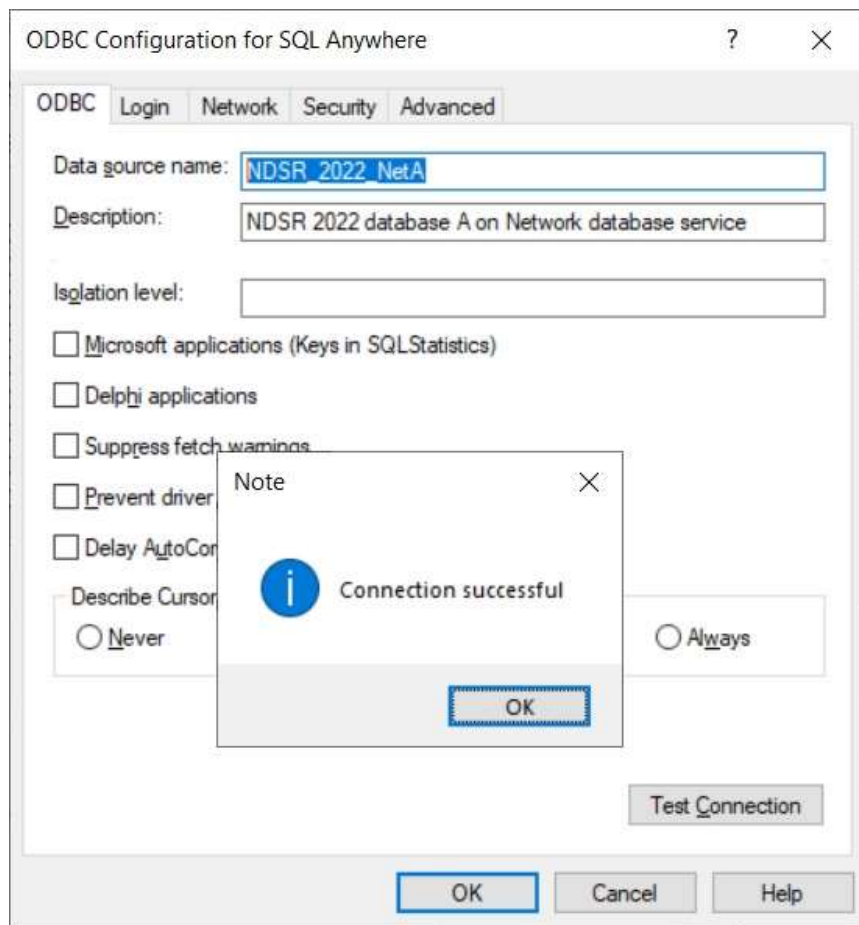 ODBC Configuration for SQL Anywhere
?
ODBC Login Network Security Advanced
Data source name: NDSR_2022_NetA
Description: NDSR 2022 database A on Network database service
Isolation level:
Microsoft applications (Keys in SQLStatistics)
Delphi applications
Suppress fetch warnings
Prevent driver
Delay
Describe Cursor
Never
Always
Note
Connection successful
OK
Test Connection
OK Cancel Help